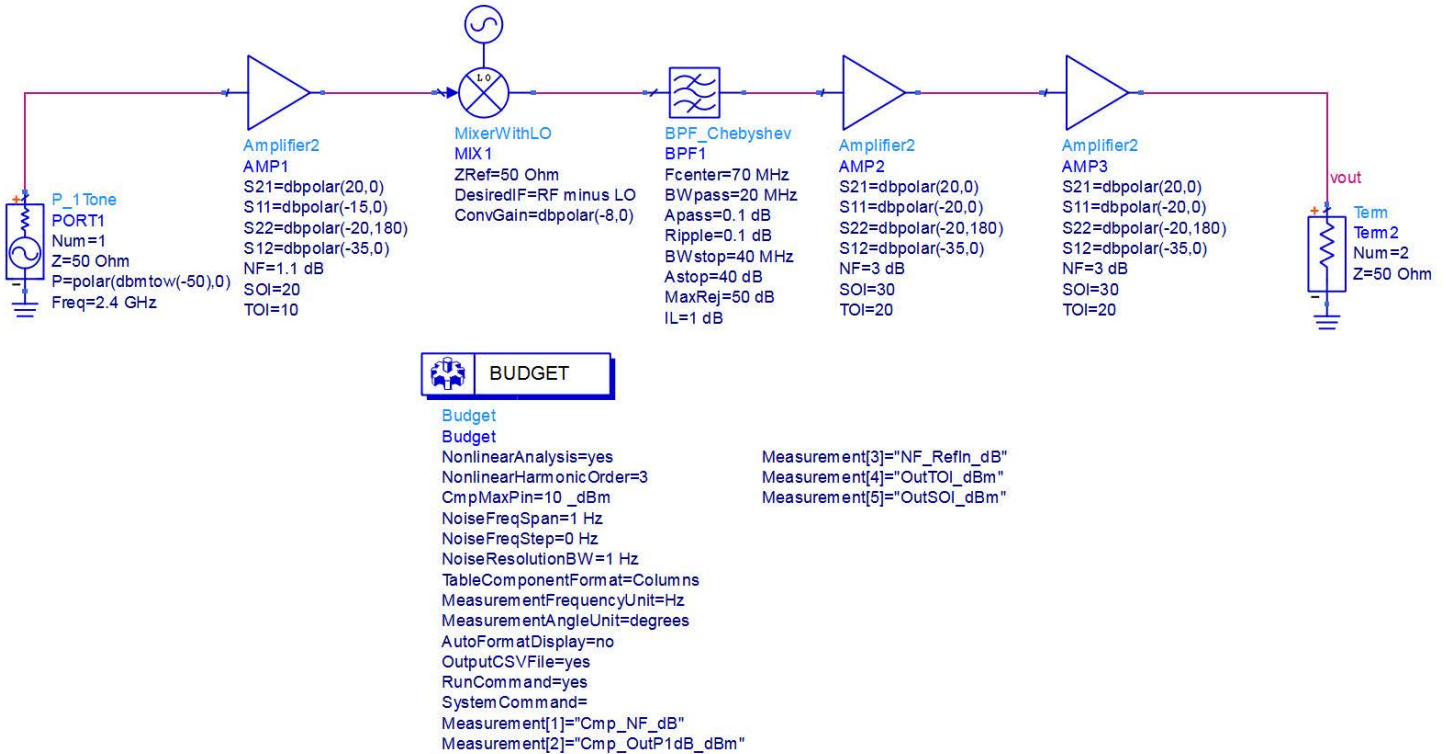 P_1Tone
PORT1
Num=1
Z=50 Ohm
P=polar(dbmtow(-50),0)
Freq=2.4 GHz
Amplifier2
AMP1
S21=dbpolar(20,0)
S11=dbpolar(-15,0)
S22=dbpolar(-20,180)
S12=dbpolar(-35,0)
NF=1.1 dB
SOI=20
TOI=10
LO
MixerWithLO
MIX1
ZRef=50 Ohm
DesiredIF=RF minus LO
ConvGain=dbpolar(-8,0)
BPF_Chebyshev
BPF1
Fcenter=70 MHz
BWpass=20 MHz
Apass=0.1 dB
Ripple=0.1 dB
BWstop=40 MHz
Astop=40 dB
MaxRej=50 dB
IL=1 dB
Amplifier2
AMP2
S21=dbpolar(20,0)
S11=dbpolar(-20,0)
S22=dbpolar(-20,180)
S12=dbpolar(-35,0)
NF=3 dB
SOI=30
TOI=20
Amplifier2
AMP3
S21=dbpolar(20,0)
S11=dbpolar(-20,0)
S22=dbpolar(-20,180)
S12=dbpolar(-35,0)
NF=3 dB
SOI=30
TOI=20
vout
Term
Term2
Num=2
Z=50 Ohm
BUDGET
Budget
Budget
NonlinearAnalysis=yes
NonlinearHarmonicOrder=3
CmpMaxPin=10 _dBm
NoiseFreqSpan=1 Hz
NoiseFreqStep=0 Hz
NoiseResolutionBW=1 Hz
TableComponentFormat=Columns
MeasurementFrequencyUnit=Hz
MeasurementAngleUnit=degrees
AutoFormatDisplay=no
OutputCSVFile=yes
RunCommand=yes
SystemCommand=
Measurement[1]="Cmp_NF_dB"
Measurement[2]="Cmp_OutP1dB_dBm"
Measurement[3]="NF_RefIn_dB"
Measurement[4]="OutTOI_dBm"
Measurement[5]="OutSOI_dBm"